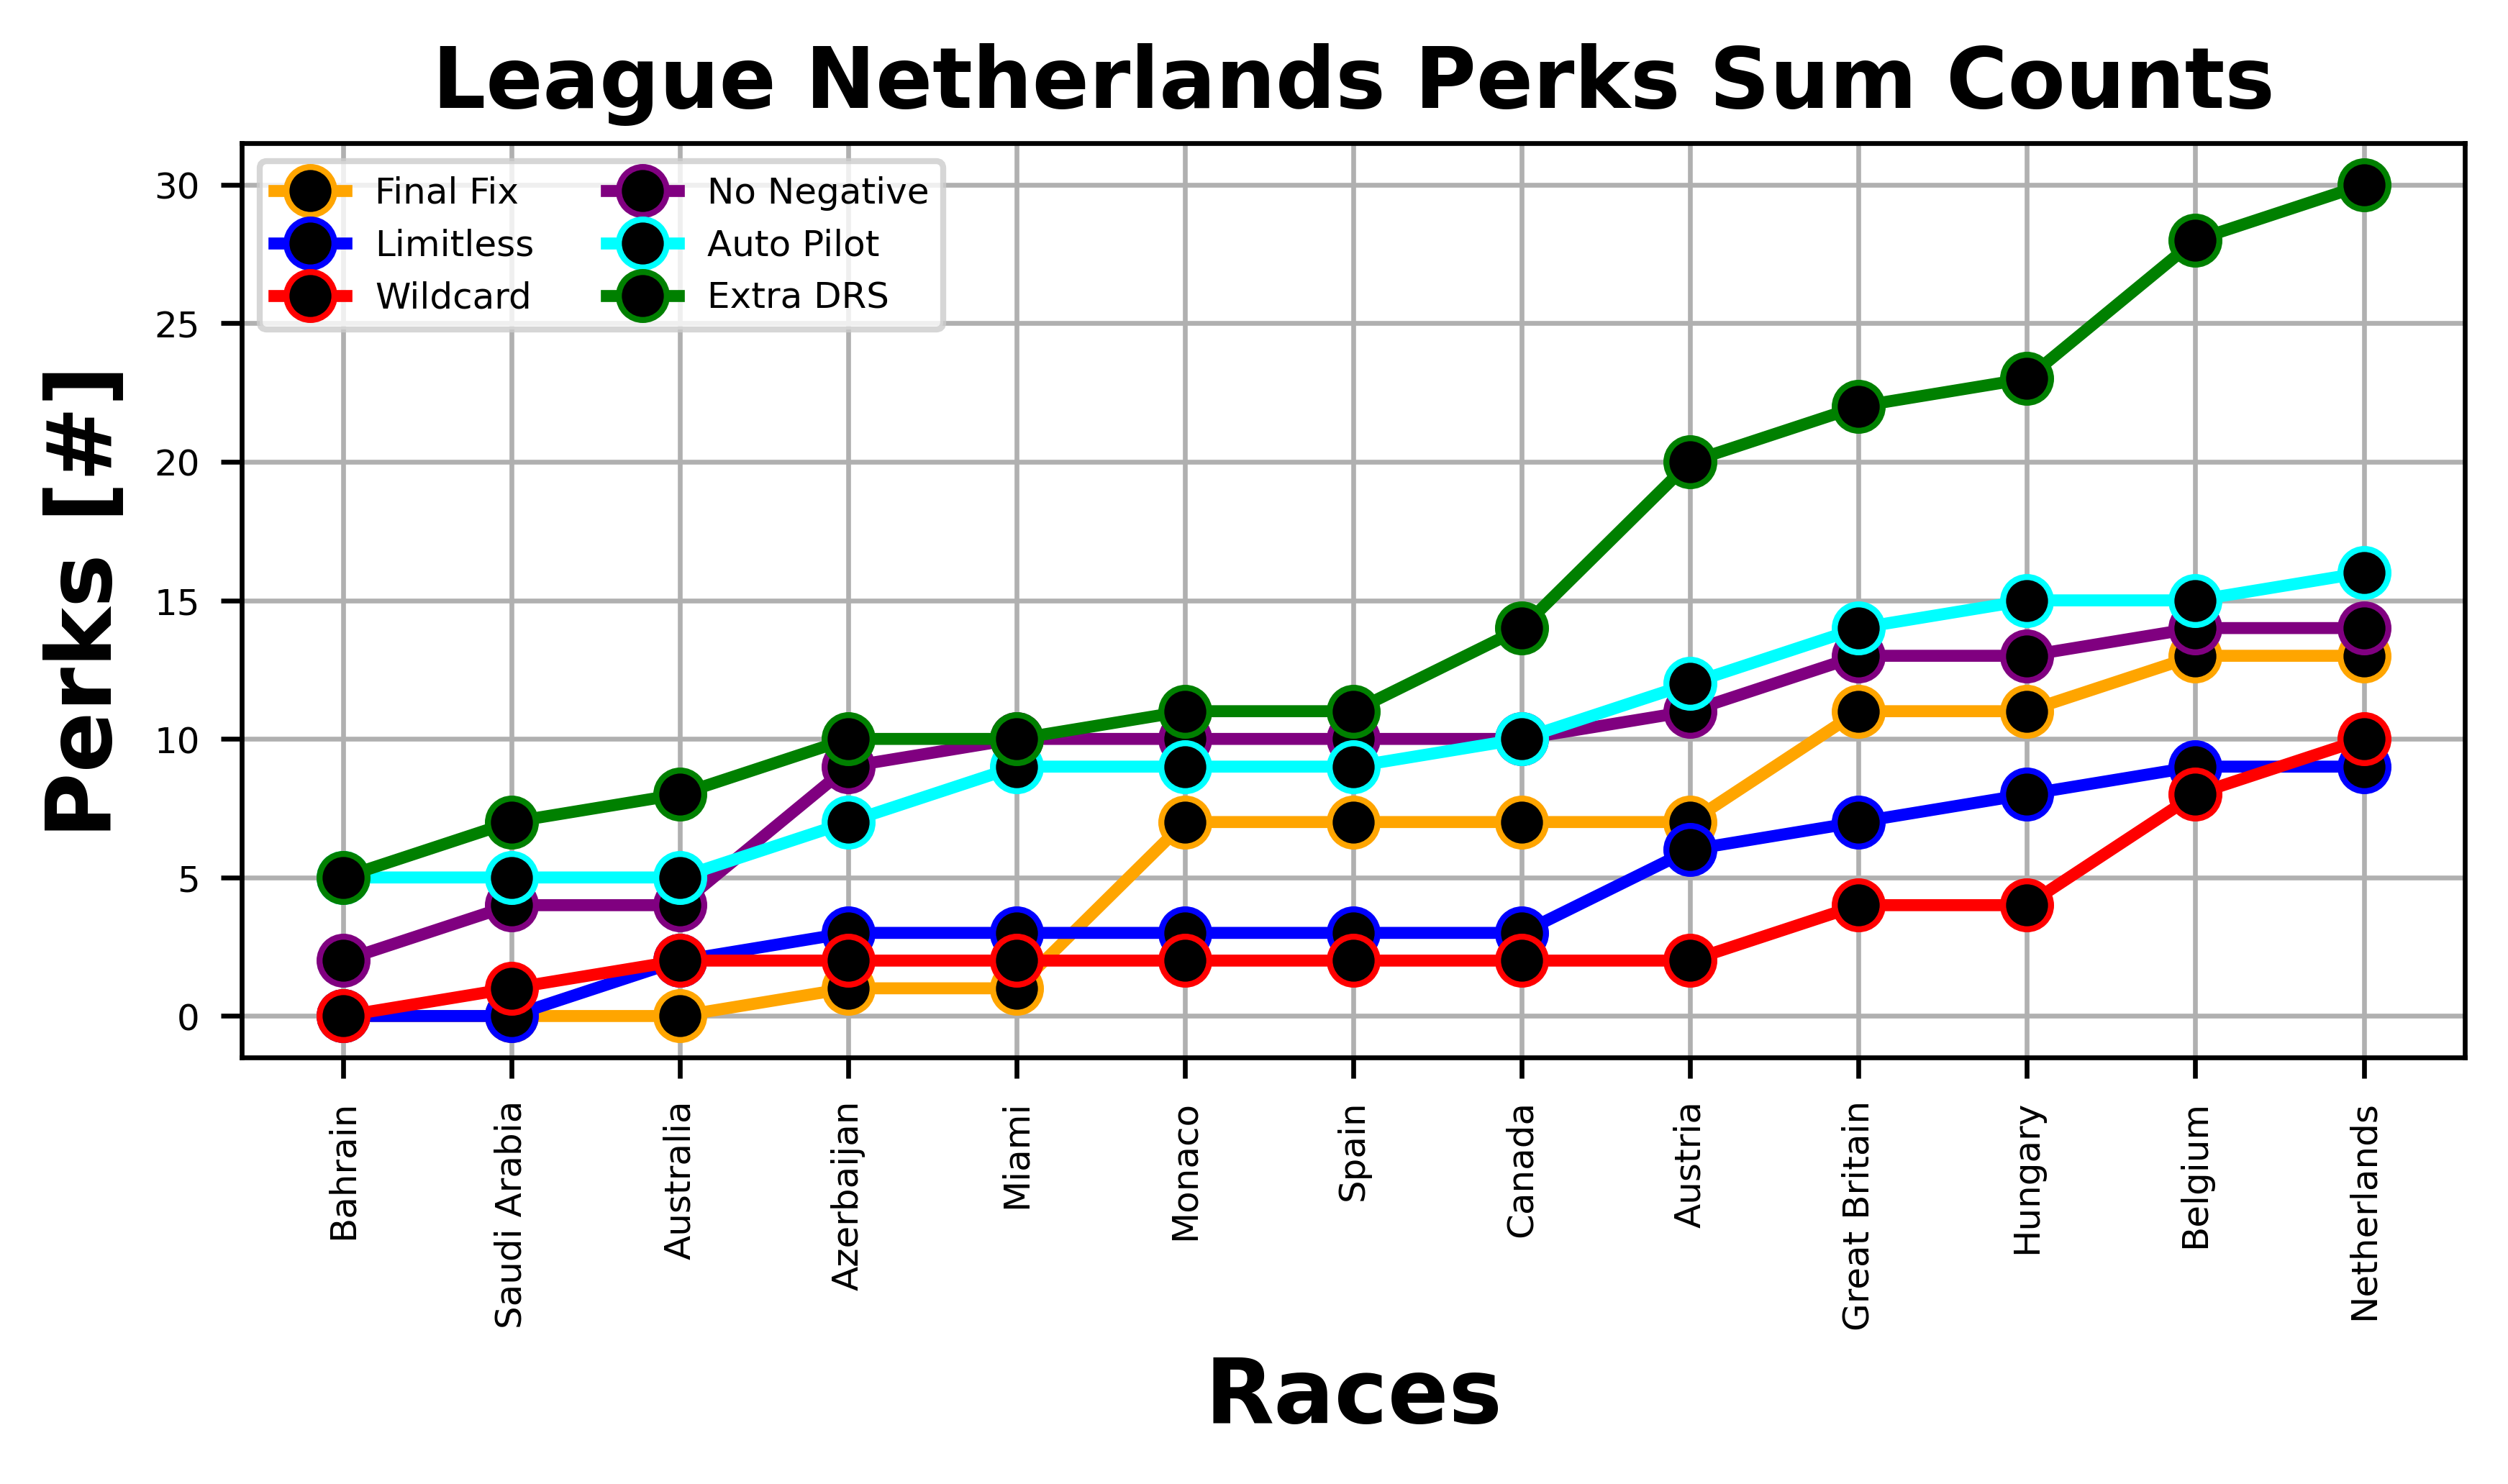 League Netherlands Perks Sum Counts
Perks [#]
30
25
20
15
10
5
0
Final Fix
Limitless
Wildcard
No Negative
Auto Pilot
Extra DRS
Bahrain
Saudi Arabia
Australia
Azerbaijan
Miami
Monaco
Spain
Canada
Austria
Great Britain
Hungary
Belgium
Netherlands
Races